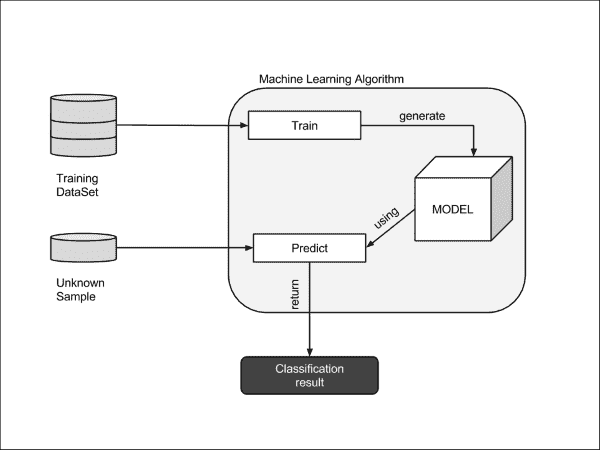 Machine Learning Algorithm
Train
generate
Training
DataSet
MODEL
using
Predict
Unknown
Sample
return
Classification
result